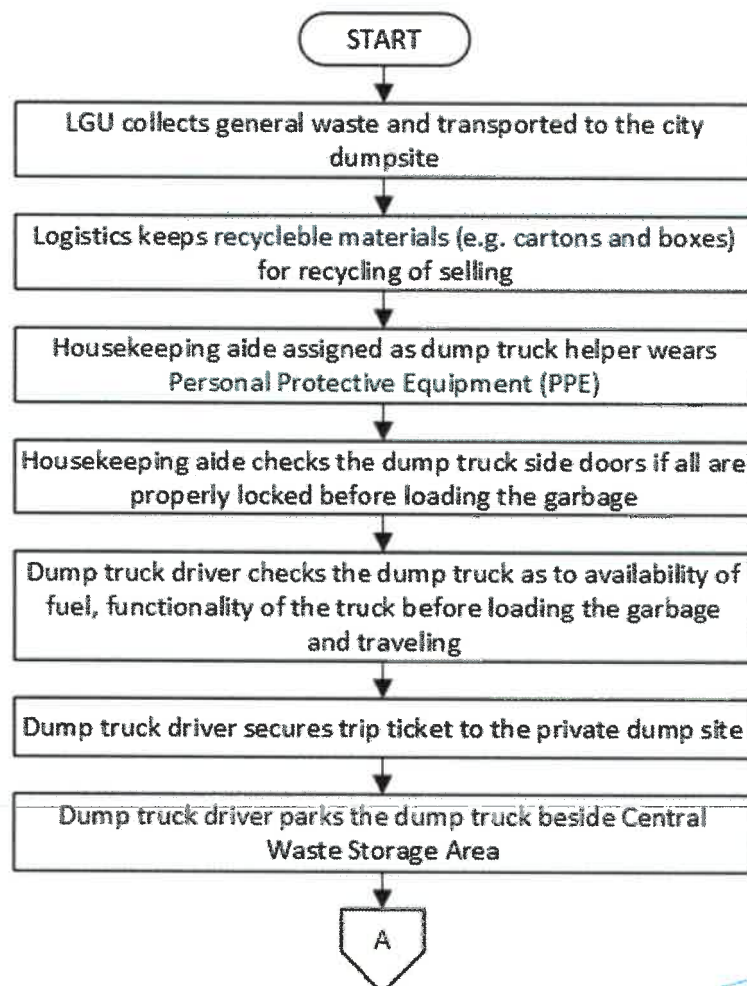 START
LGU collects general waste and transported to the city
dumpsite
Logistics keeps recycleble materials (e.g. cartons and boxes)
for recycling of selling
Housekeeping aide assigned as dump truck helper wears
Personal Protective Equipment (PPE)
Housekeeping aide checks the dump truck side doors if all are
properly locked before loading the garbage
Dump truck driver checks the dump truck as to availability of
fuel, functionality of the truck before loading the garbage
and traveling
Dump truck driver secures trip ticket to the private dump site
Dump truck driver parks the dump truck beside Central
Waste Storage Area
A